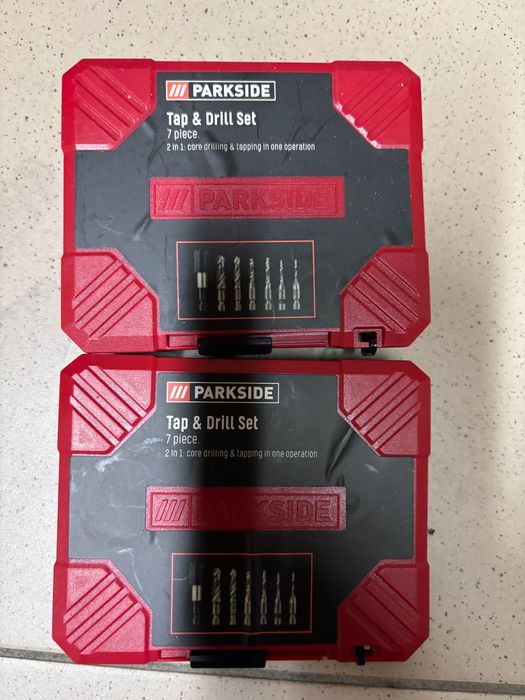 PARKSIDE
Tap & Drill Set
7 piece
2 in 1: core drilling & tapping in one operation
PARKSIDE
PARKSIDE
Tap & Drill Set
7 piece
2 in 1: core drilling & tapping in one operation
PARKSIDE